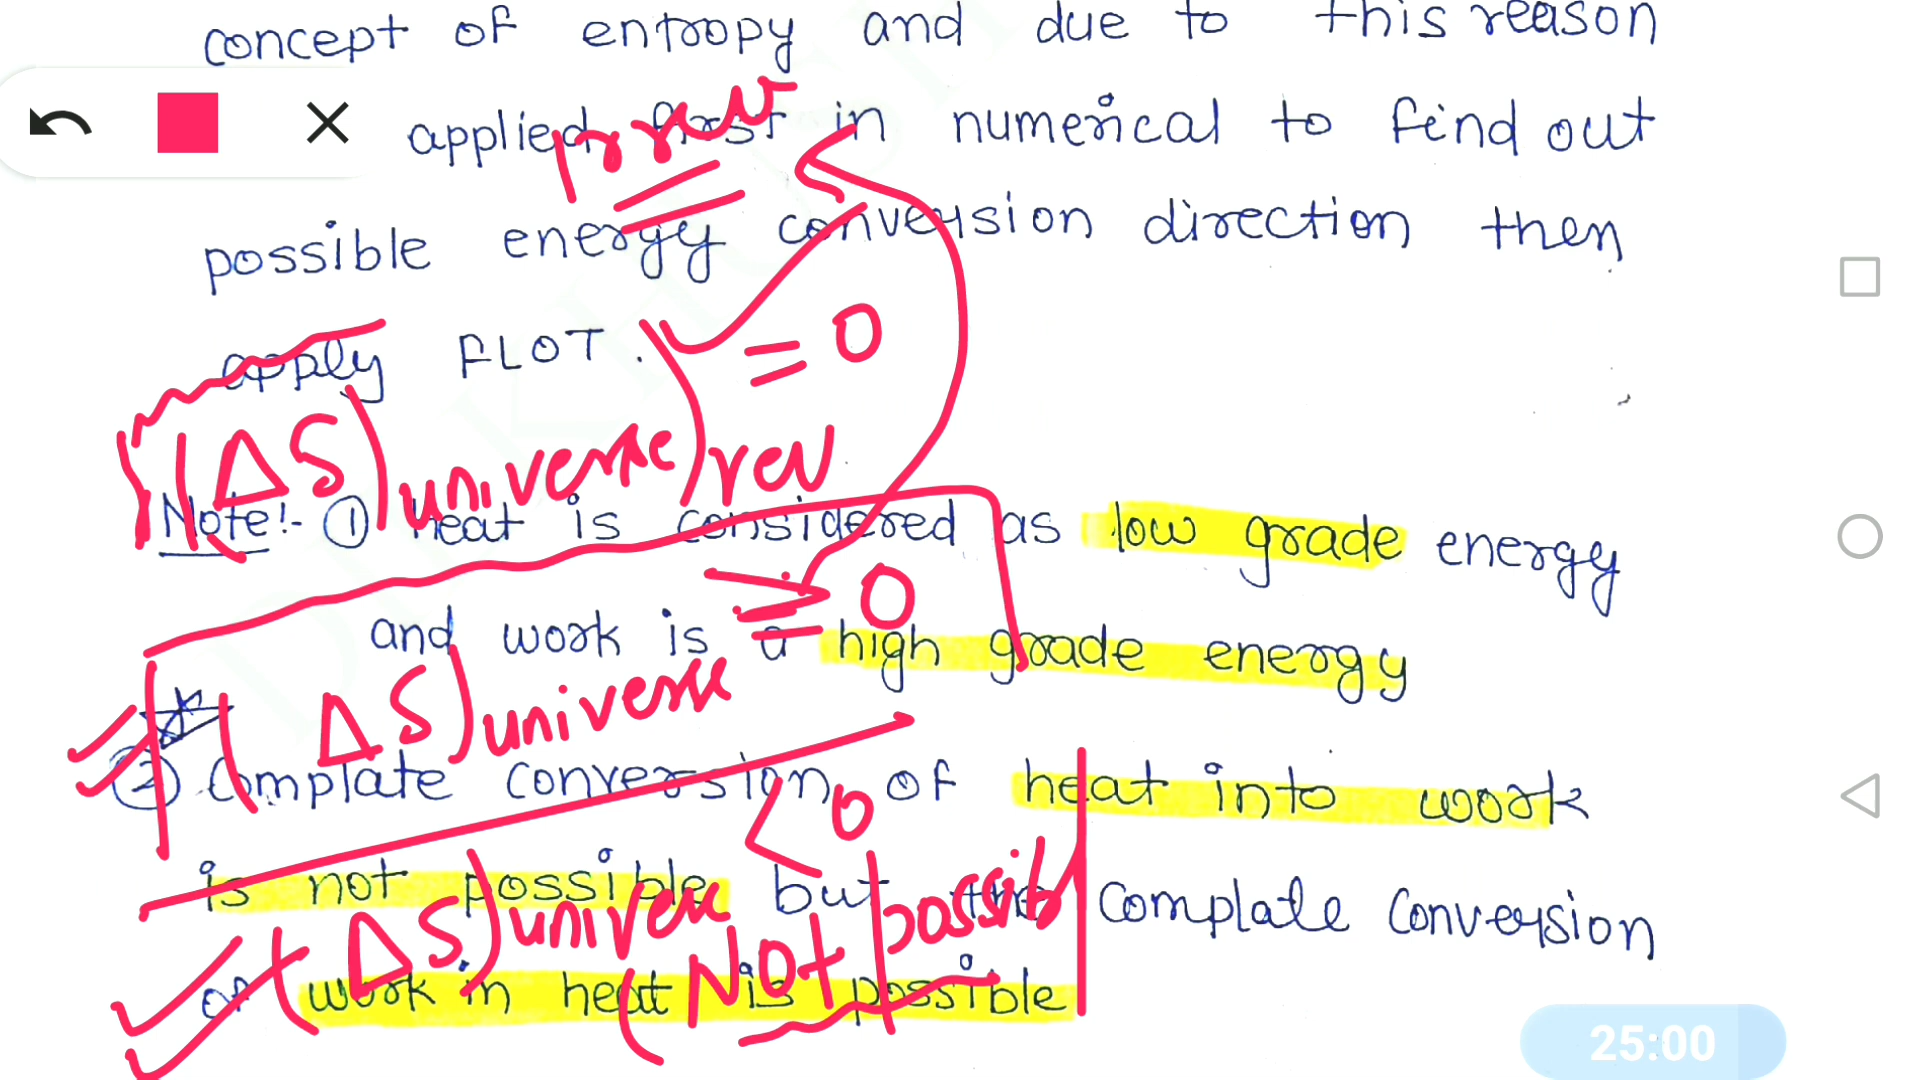 concept of entropy and due to this reason
applied first in numerical to find out
prev
possible energy conversion direction then
= 0
apply FLOT.
(ΔS)universe)rev
Note:- ① Heat is considered as low grade energy
≥ 0
and work is a high grade energy
(ΔS)universe
② Complate conversion of heat into work
< 0
is not possible but the Complate Conversion
(ΔS)univese (Not possib
of work in heat is possible
25:00